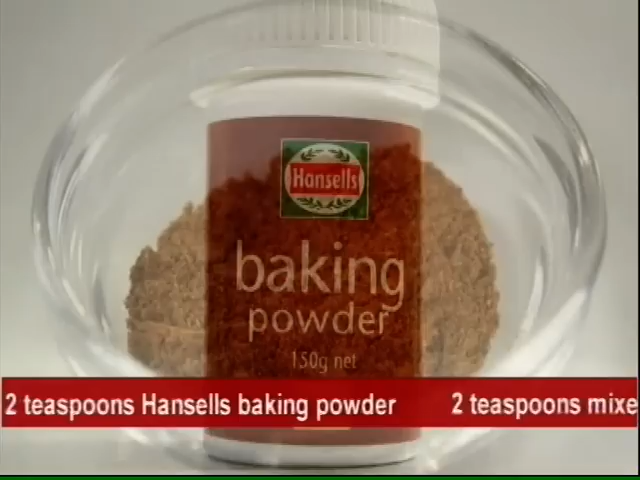 Hansells
baking
powder
150g net
2 teaspoons Hansells baking powder 2 teaspoons mixe